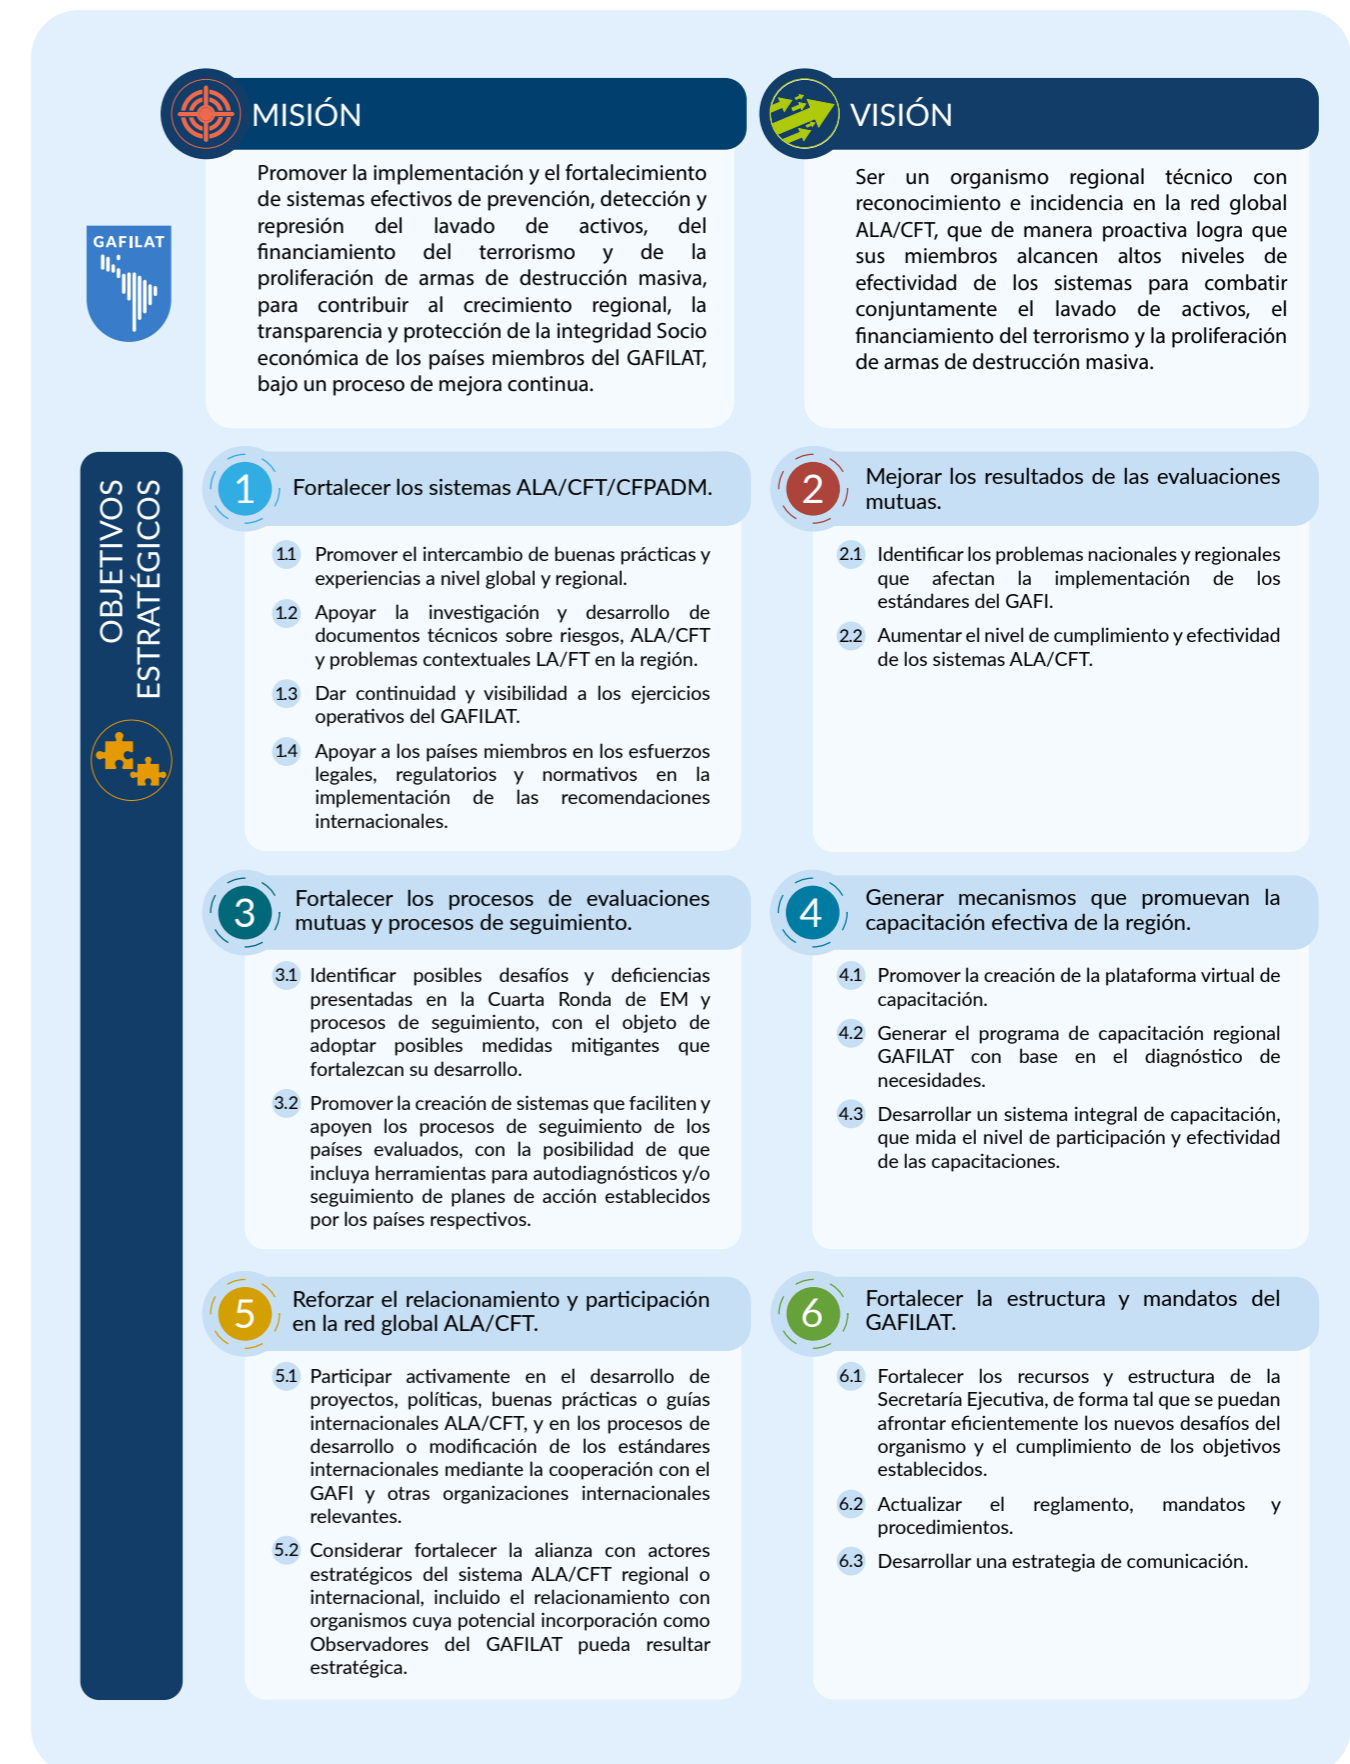 MISIÓN
Promover la implementación y el fortalecimiento
de sistemas efectivos de prevención, detección y
represión del lavado de activos, del
financiamiento del terrorismo y de la
proliferación de armas de destrucción masiva,
para contribuir al crecimiento regional, la
transparencia y protección de la integridad Socio
económica de los países miembros del GAFILAT,
bajo un proceso de mejora continua.
VISIÓN
Ser un organismo regional técnico con
reconocimiento e incidencia en la red global
ALA/CFT, que de manera proactiva logra que
sus miembros alcancen altos niveles de
efectividad de los sistemas para combatir
conjuntamente el lavado de activos, el
financiamiento del terrorismo y la proliferación
de armas de destrucción masiva.
GAFILAT
OBJETIVOS
ESTRATÉGICOS
1 Fortalecer los sistemas ALA/CFT/CFPADM.
1.1 Promover el intercambio de buenas prácticas y
experiencias a nivel global y regional.
1.2 Apoyar la investigación y desarrollo de
documentos técnicos sobre riesgos, ALA/CFT
y problemas contextuales LA/FT en la región.
1.3 Dar continuidad y visibilidad a los ejercicios
operativos del GAFILAT.
1.4 Apoyar a los países miembros en los esfuerzos
legales, regulatorios y normativos en la
implementación de las recomendaciones
internacionales.
2 Mejorar los resultados de las evaluaciones
mutuas.
2.1 Identificar los problemas nacionales y regionales
que afectan la implementación de los
estándares del GAFI.
2.2 Aumentar el nivel de cumplimiento y efectividad
de los sistemas ALA/CFT.
3 Fortalecer los procesos de evaluaciones
mutuas y procesos de seguimiento.
3.1 Identificar posibles desafíos y deficiencias
presentadas en la Cuarta Ronda de EM y
procesos de seguimiento, con el objeto de
adoptar posibles medidas mitigantes que
fortalezcan su desarrollo.
3.2 Promover la creación de sistemas que faciliten y
apoyen los procesos de seguimiento de los
países evaluados, con la posibilidad de que
incluya herramientas para autodiagnósticos y/o
seguimiento de planes de acción establecidos
por los países respectivos.
4 Generar mecanismos que promuevan la
capacitación efectiva de la región.
4.1 Promover la creación de la plataforma virtual de
capacitación.
4.2 Generar el programa de capacitación regional
GAFILAT con base en el diagnóstico de
necesidades.
4.3 Desarrollar un sistema integral de capacitación,
que mida el nivel de participación y efectividad
de las capacitaciones.
5 Reforzar el relacionamiento y participación
en la red global ALA/CFT.
5.1 Participar activamente en el desarrollo de
proyectos, políticas, buenas prácticas o guías
internacionales ALA/CFT, y en los procesos de
desarrollo o modificación de los estándares
internacionales mediante la cooperación con el
GAFI y otras organizaciones internacionales
relevantes.
5.2 Considerar fortalecer la alianza con actores
estratégicos del sistema ALA/CFT regional o
internacional, incluido el relacionamiento con
organismos cuya potencial incorporación como
Observadores del GAFILAT pueda resultar
estratégica.
6 Fortalecer la estructura y mandatos del
GAFILAT.
6.1 Fortalecer los recursos y estructura de la
Secretaría Ejecutiva, de forma tal que se puedan
afrontar eficientemente los nuevos desafíos del
organismo y el cumplimiento de los objetivos
establecidos.
6.2 Actualizar el reglamento, mandatos y
procedimientos.
6.3 Desarrollar una estrategia de comunicación.